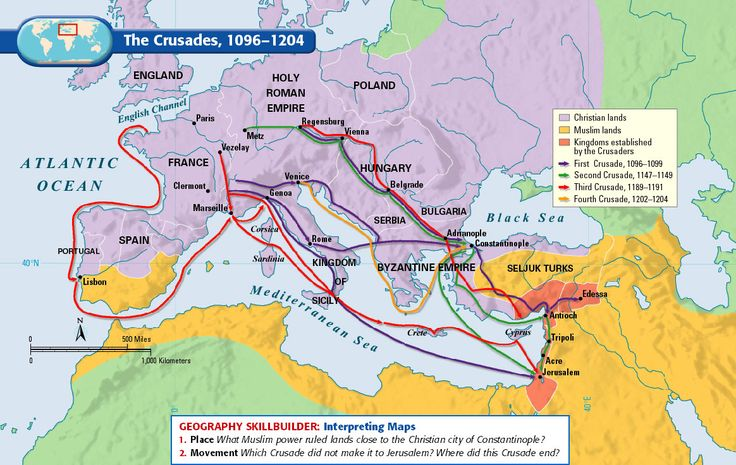 The Crusades, 1096–1204
ENGLAND
English Channel
HOLY
ROMAN
EMPIRE
POLAND
Paris
Metz
Regensburg
Vienna
Vezelay
ATLANTIC
OCEAN
FRANCE
Clermont
Venice
Genoa
HUNGARY
Belgrade
Marseille
Corsica
Sardinia
Rome
SERBIA
BULGARIA
Black Sea
Adrianople
Constantinople
PORTUGAL
SPAIN
Lisbon
40°N
KINGDOM
OF
SICILY
BYZANTINE EMPIRE
SELJUK TURKS
Edessa
Antioch
Mediterranean Sea
Crete
Cyprus
Tripoli
Acre
Jerusalem
40°E
N
0 500 Miles
0 1,000 Kilometers
Christian lands
Muslim lands
Kingdoms established
by the Crusaders
First Crusade, 1096–1099
Second Crusade, 1147–1149
Third Crusade, 1189–1191
Fourth Crusade, 1202–1204
GEOGRAPHY SKILLBUILDER: Interpreting Maps
1. Place What Muslim power ruled lands close to the Christian city of Constantinople?
2. Movement Which Crusade did not make it to Jerusalem? Where did this Crusade end?